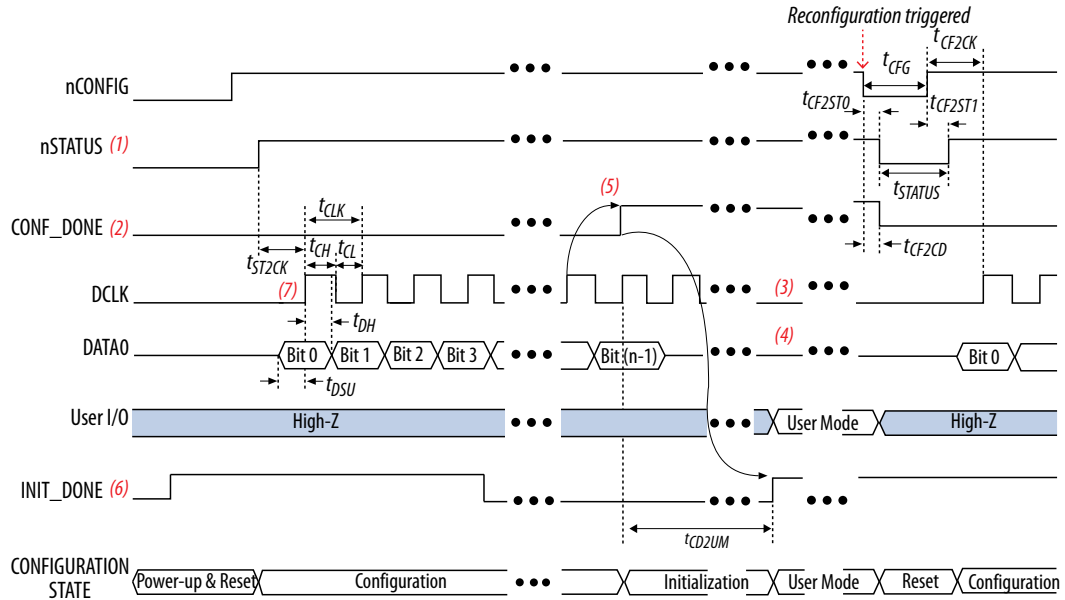 Reconfiguration triggered
tCF2CK
tCFG
nCONFIG
tCF2ST0
tCF2ST1
nSTATUS (1)
tSTATUS
(5)
tCLK
CONF_DONE (2)
tCF2CD
tST2CK
tCH
tCL
DCLK
(7)
(3)
tDH
DATA0
Bit 0
Bit 1
Bit 2
Bit 3
Bit (n-1)
(4)
Bit 0
tDSU
User I/O
High-Z
User Mode
High-Z
INIT_DONE (6)
tCD2UM
CONFIGURATION
STATE
Power-up & Reset
Configuration
Initialization
User Mode
Reset
Configuration